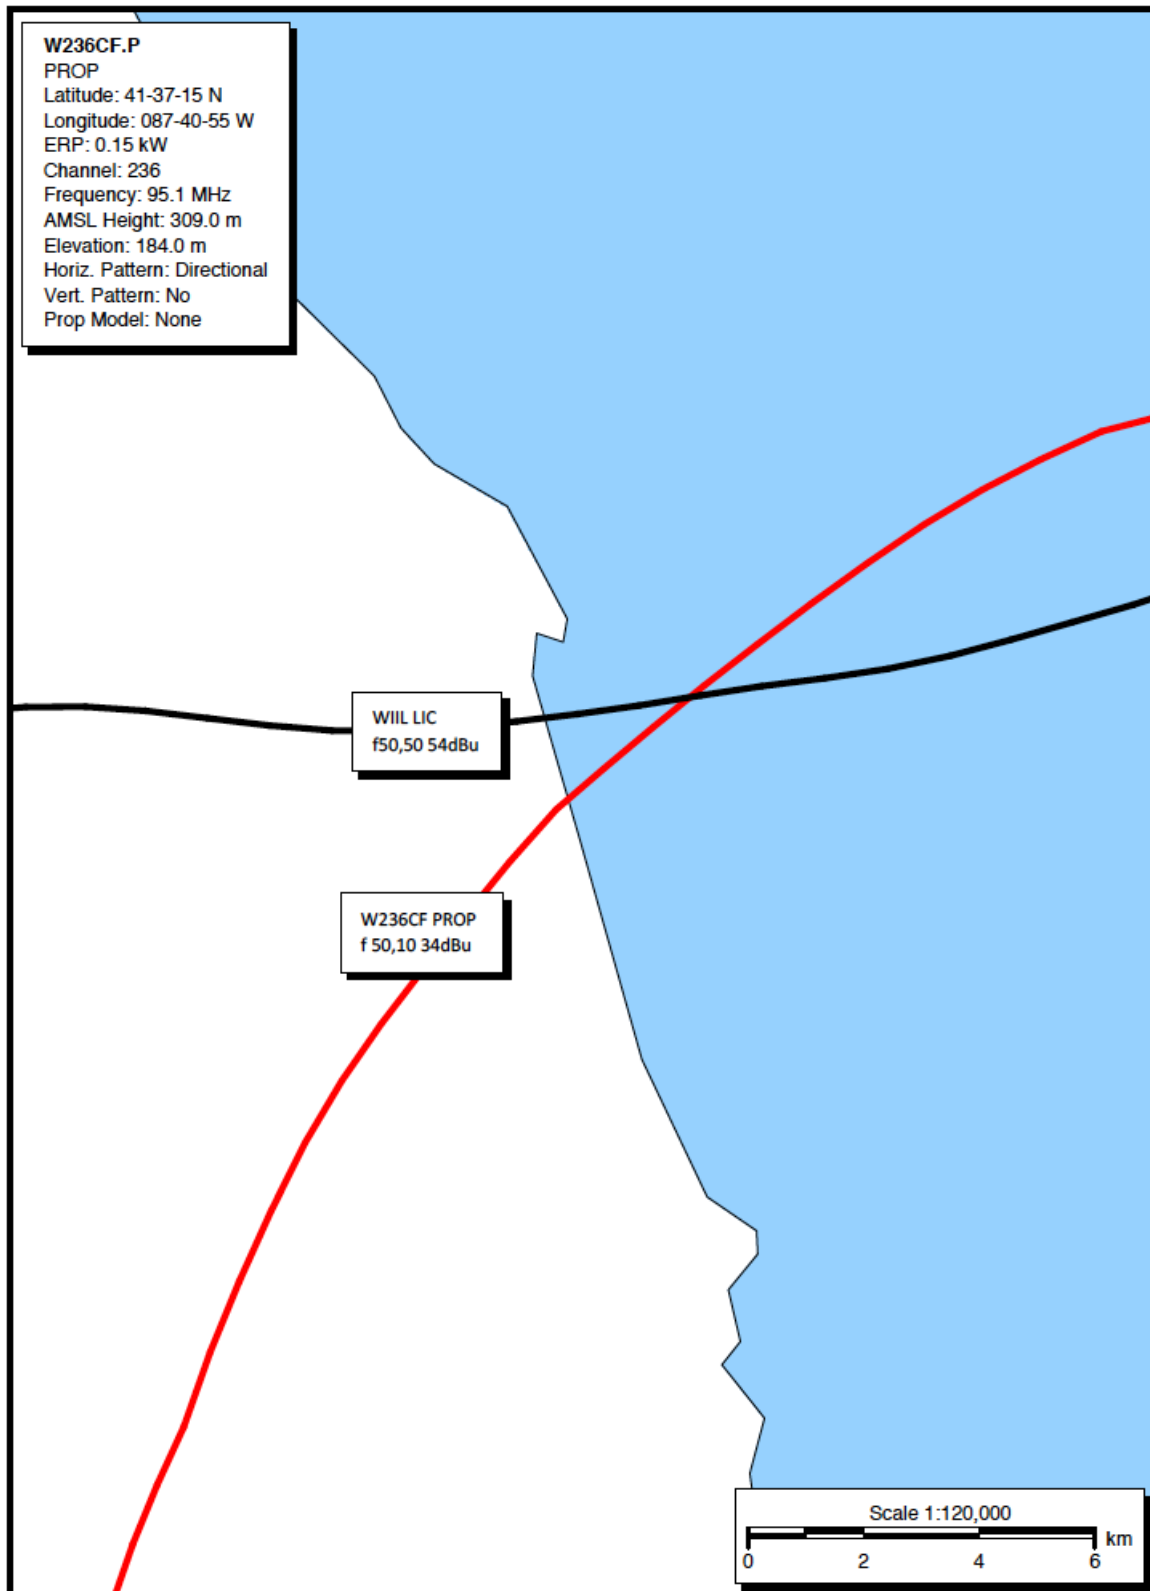 W236CF.P
PROP
Latitude: 41-37-15 N
Longitude: 087-40-55 W
ERP: 0.15 kW
Channel: 236
Frequency: 95.1 MHz
AMSL Height: 309.0 m
Elevation: 184.0 m
Horiz. Pattern: Directional
Vert. Pattern: No
Prop Model: None
WIIL LIC
f50,50 54dBu
W236CF PROP
f 50,10 34dBu
Scale 1:120,000
km
0 2 4 6